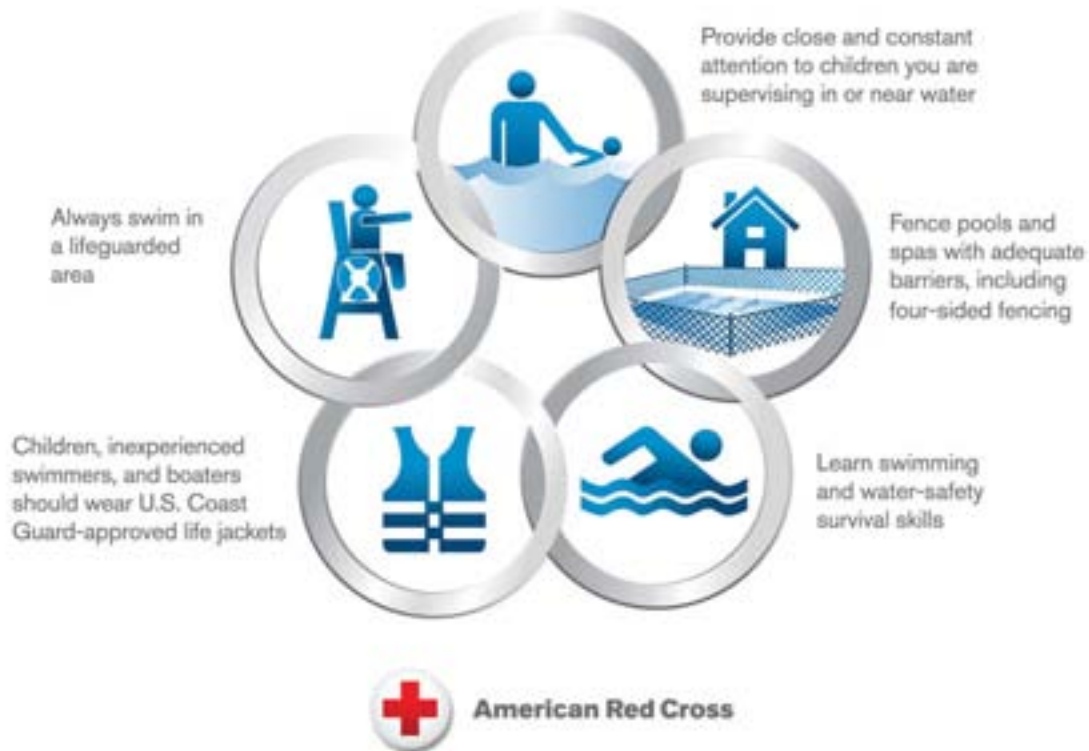 Provide close and constant
attention to children you are
supervising in or near water
Fence pools and
spas with adequate
barriers, including
four-sided fencing
Learn swimming
and water-safety
survival skills
Children, inexperienced
swimmers, and boaters
should wear U.S. Coast
Guard-approved life jackets
Always swim in
a lifeguarded
area
American Red Cross